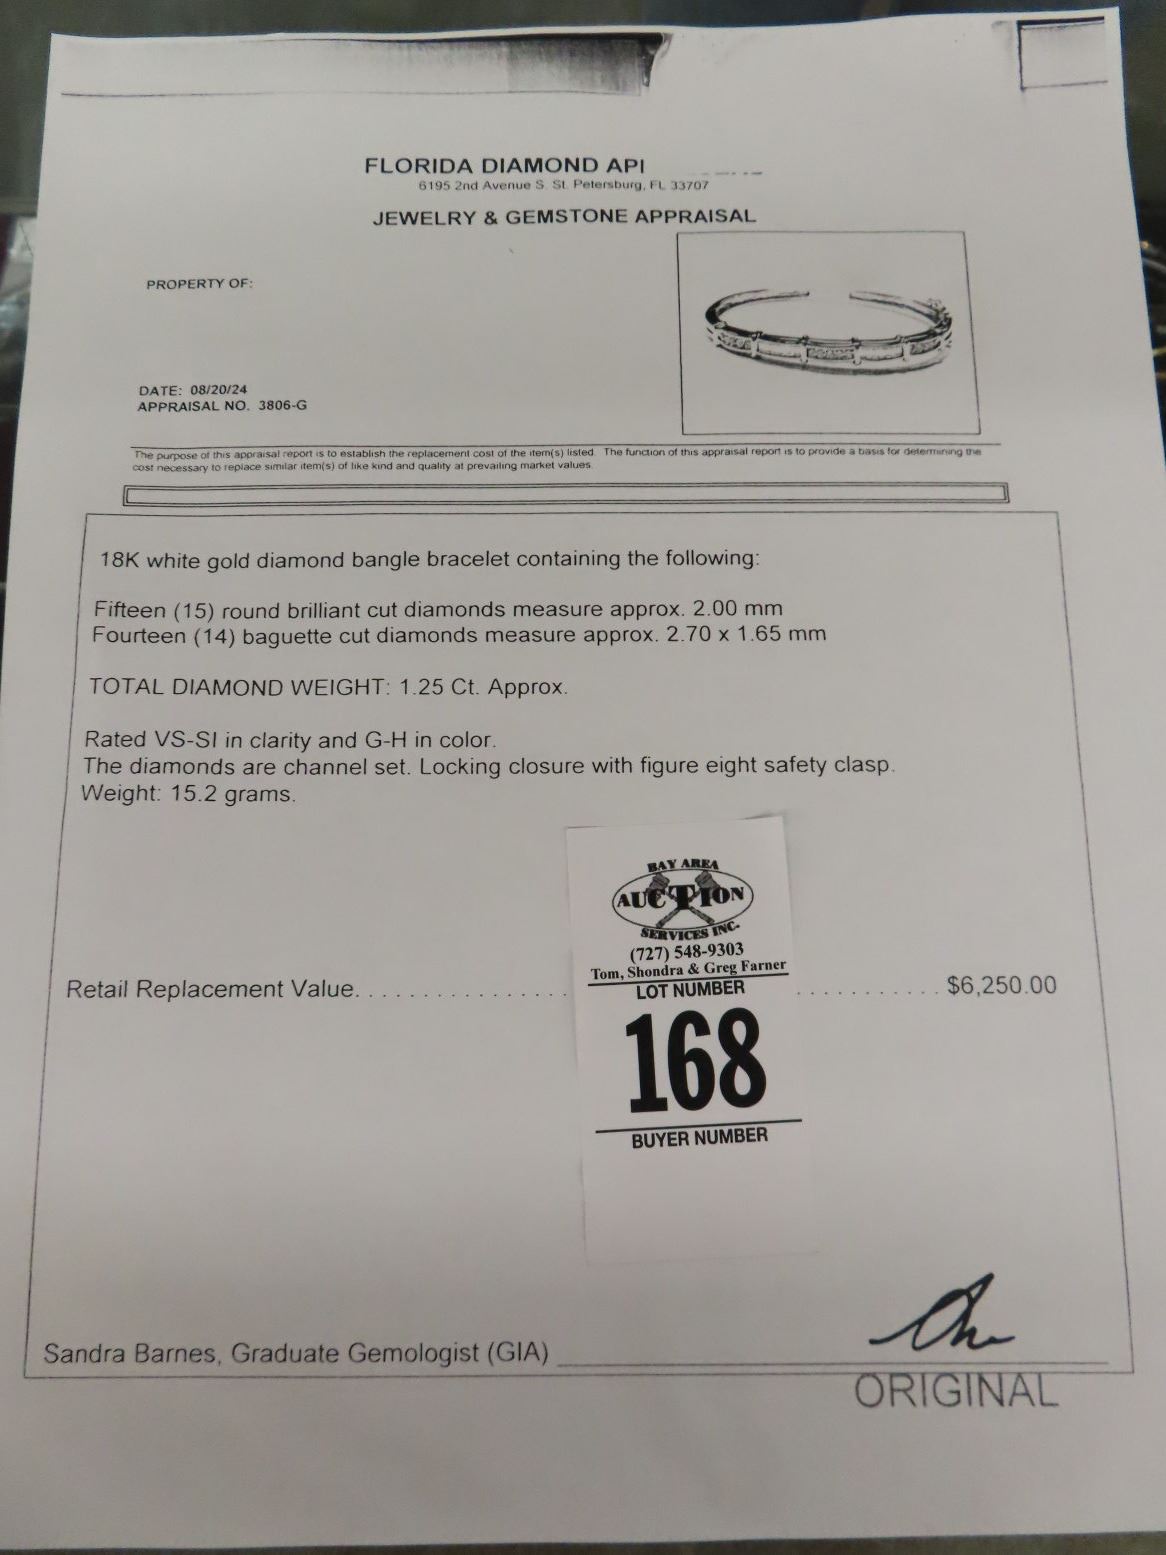 FLORIDA DIAMOND API
6195 2nd Avenue S. St. Petersburg, FL 33707
JEWELRY & GEMSTONE APPRAISAL
PROPERTY OF:
DATE: 08/20/24
APPRAISAL NO. 3806-G
The purpose of this appraisal report is to establish the replacement cost of the item(s) listed. The function of this appraisal report is to provide a basis for determining the
cost necessary to replace similar item(s) of like kind and quality at prevailing market values.
18K white gold diamond bangle bracelet containing the following:
Fifteen (15) round brilliant cut diamonds measure approx. 2.00 mm
Fourteen (14) baguette cut diamonds measure approx. 2.70 x 1.65 mm
TOTAL DIAMOND WEIGHT: 1.25 Ct. Approx.
Rated VS-SI in clarity and G-H in color.
The diamonds are channel set. Locking closure with figure eight safety clasp.
Weight: 15.2 grams.
BAY AREA
AUCTION
SERVICES INC.
(727) 548-9303
Tom, Shondra & Greg Farner
LOT NUMBER
168
BUYER NUMBER
Retail Replacement Value. . . . . . . . . . . . . . . . . . . . . . . . . . . $6,250.00
Sandra Barnes, Graduate Gemologist (GIA)
ORIGINAL